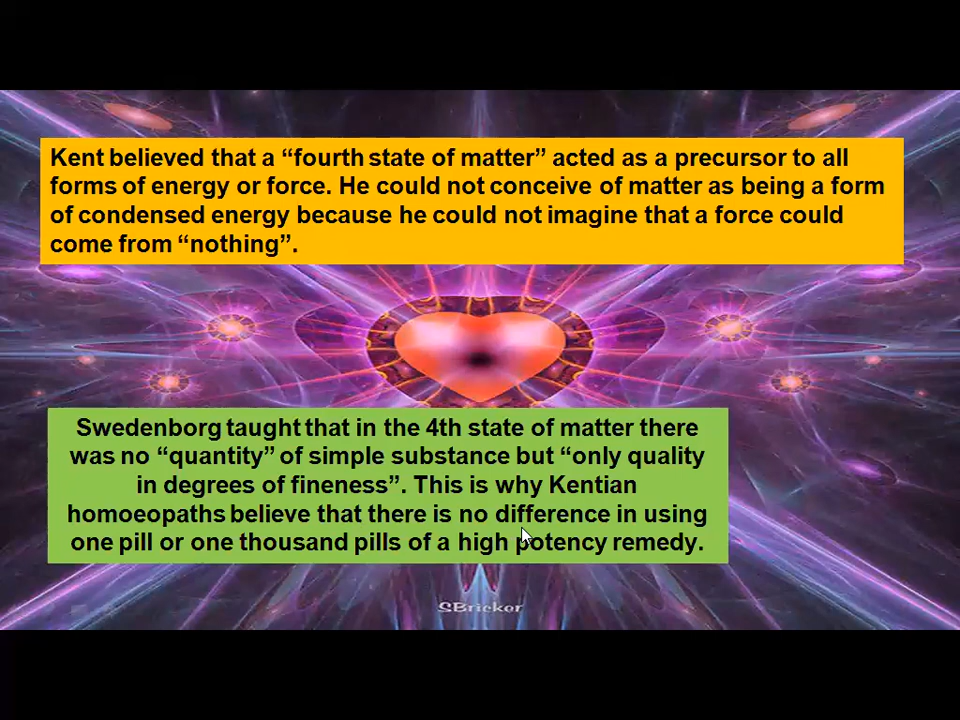 Kent believed that a “fourth state of matter” acted as a precursor to all
forms of energy or force. He could not conceive of matter as being a form
of condensed energy because he could not imagine that a force could
come from “nothing”.
Swedenborg taught that in the 4th state of matter there
was no “quantity” of simple substance but “only quality
in degrees of fineness”. This is why Kentian
homoeopaths believe that there is no difference in using
one pill or one thousand pills of a high potency remedy.
SBricker